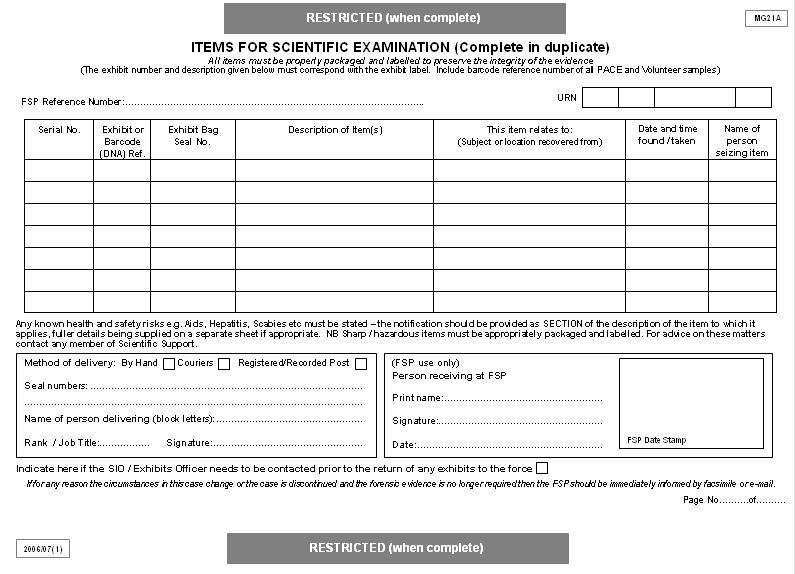 RESTRICTED (when complete)
MG21A
ITEMS FOR SCIENTIFIC EXAMINATION (Complete in duplicate)
All items must be properly packaged and labelled to preserve the integrity of the evidence
(The exhibit number and description given below must correspond with the exhibit label. Include barcode reference number of all PACE and Volunteer samples)
FSP Reference Number:..........................................................................................................
URN
Serial No.
Exhibit or
Barcode
(DNA) Ref.
Exhibit Bag
Seal No.
Description of Item(s)
This item relates to:
(Subject or location recovered from)
Date and time
found /taken
Name of
person
seizing item
Any known health and safety risks e.g. Aids, Hepatitis, Scabies etc must be stated – the notification should be provided as SECTION of the description of the item to which it
applies, fuller details being supplied on a separate sheet if appropriate. NB Sharp / hazardous items must be appropriately packaged and labelled. For advice on these matters
contact any member of Scientific Support.
Method of delivery: By Hand Couriers Registered/Recorded Post
Seal numbers: ................................................................................................
....................................................................................................................
Name of person delivering (block letters):....................................................
Rank / Job Title:................. Signature:.....................................................
(FSP use only)
Person receiving at FSP
Print name:.......................................................
Signature:.........................................................
Date:.................................................................
FSP Date Stamp
Indicate here if the SIO / Exhibits Officer needs to be contacted prior to the return of any exhibits to the force
If for any reason the circumstances in this case change or the case is discontinued and the forensic evidence is no longer required then the FSP should be immediately informed by facsimile or e-mail.
Page No..........of..........
2006/07(1)
RESTRICTED (when complete)